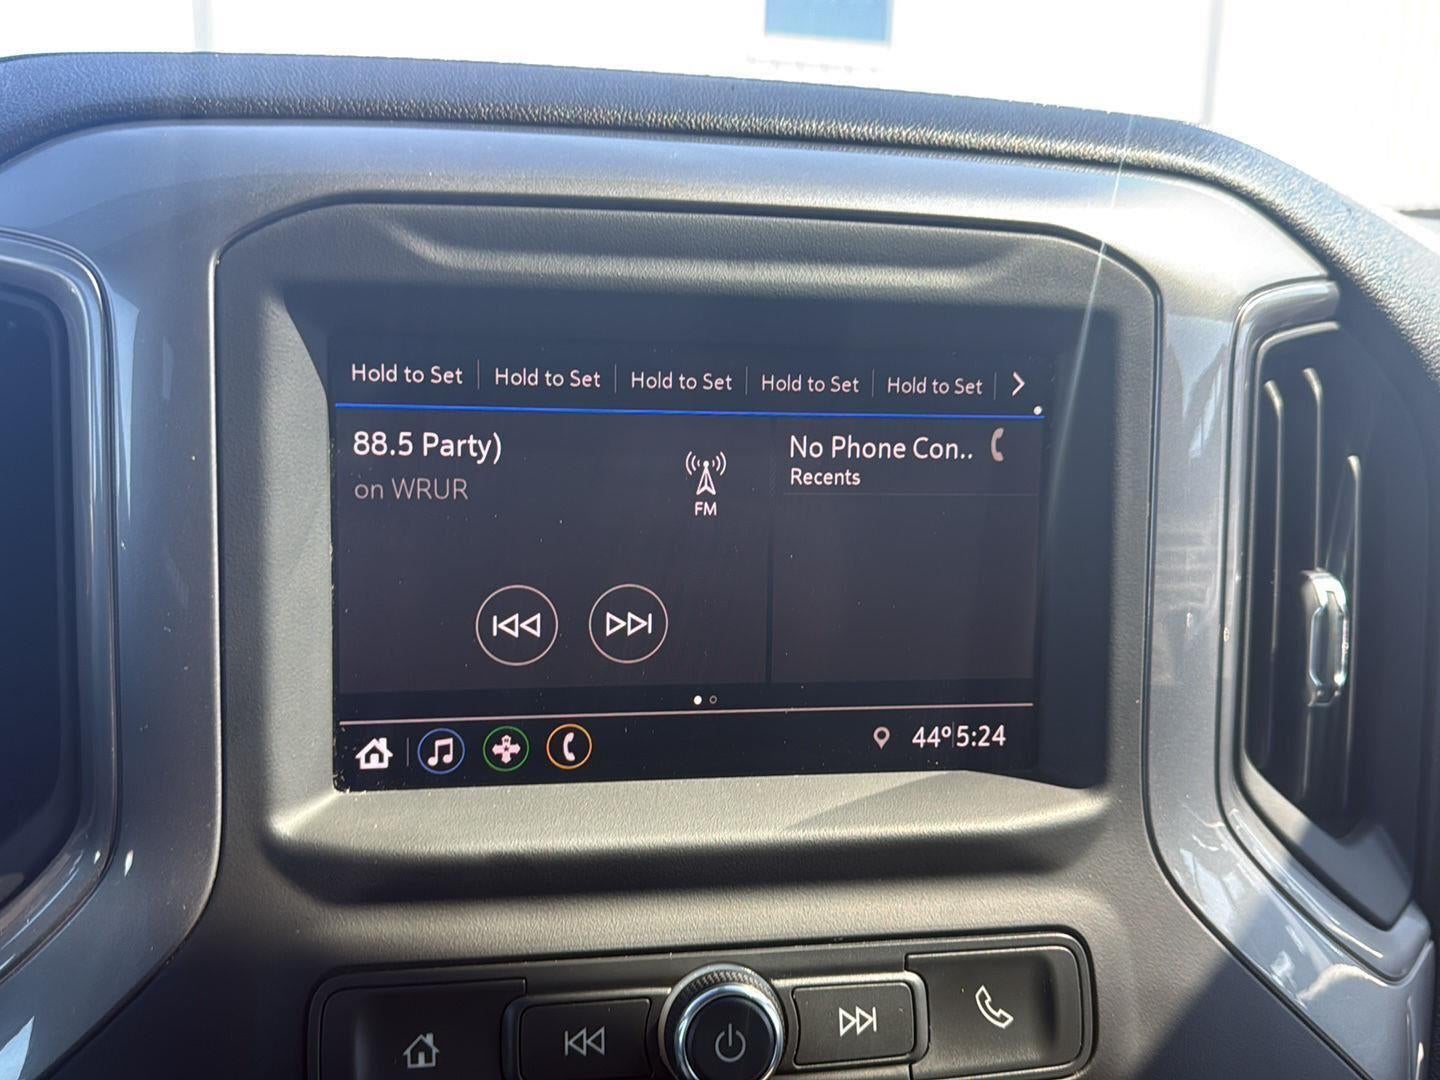 Hold to Set Hold to Set Hold to Set Hold to Set Hold to Set
88.5 Party)
on WRUR
FM
No Phone Con..
Recents
44° 5:24